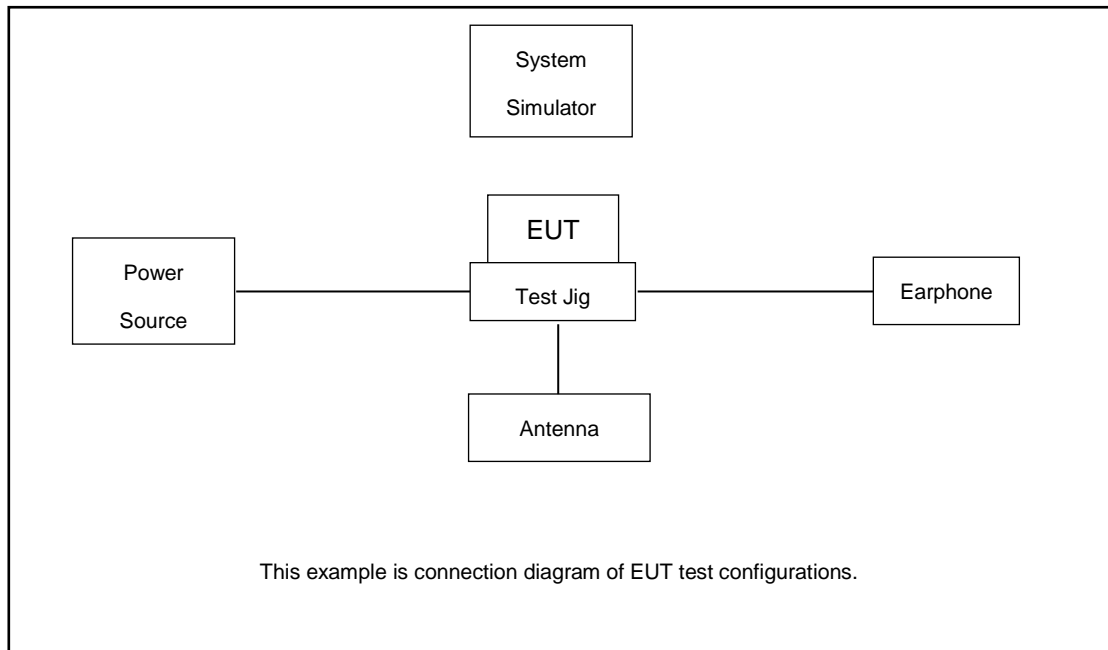 System
Simulator
EUT
Power
Source
Test Jig
Earphone
Antenna
This example is connection diagram of EUT test configurations.